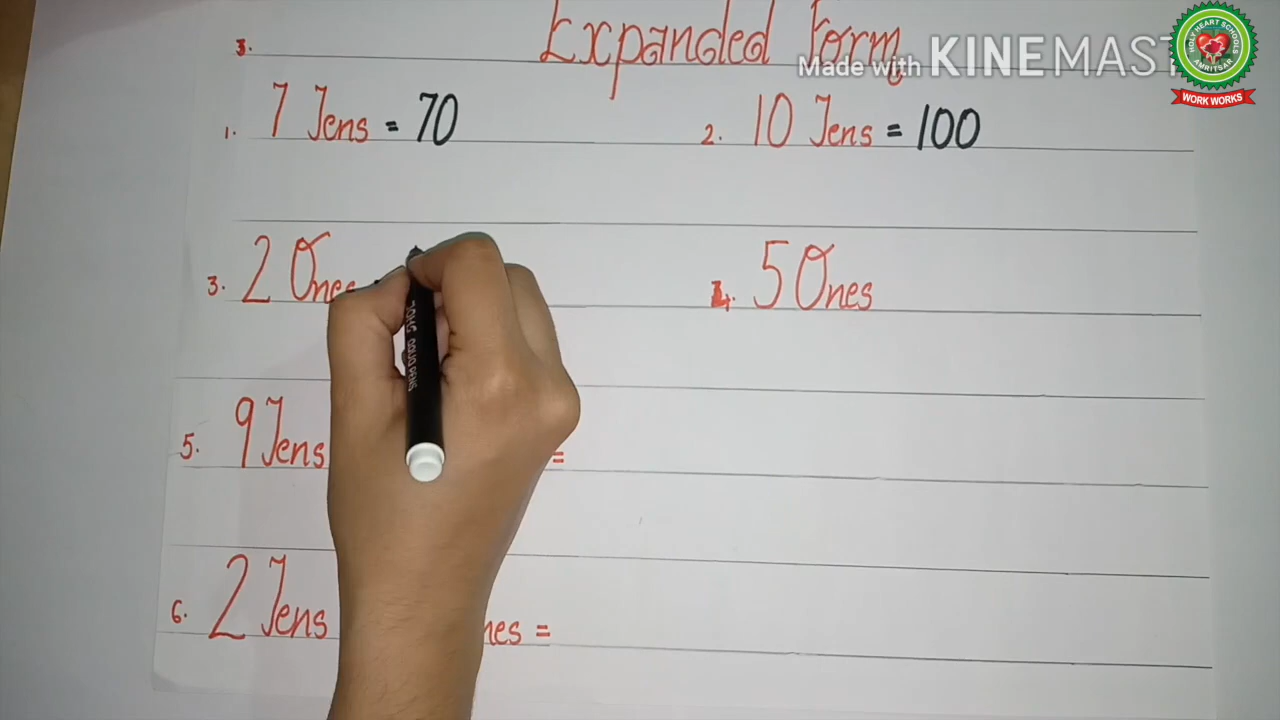 3. Expanded Form
Made with KINEMAST
HOLY HEART SCHOOLS
AMRITSAR
WORK WORKS
1. 7 Tens = 70
2. 10 Tens = 100
3. 2 Ones
4. 5 Ones
5. 9 Tens =
6. 2 Tens nes =